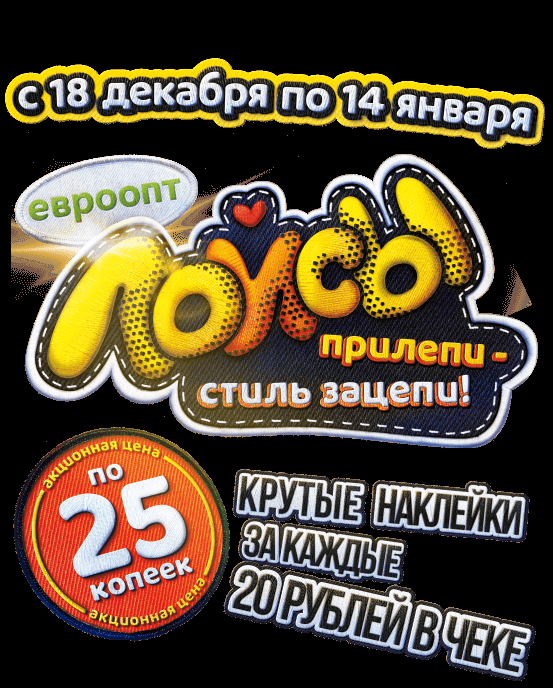 с 18 декабря по 14 января
евроопт
ЛОЙСЫ
прилепи -
стиль зацепи!
акционная цена
по
25
копеек
акционная цена
КРУТЫЕ НАКЛЕЙКИ
ЗА КАЖДЫЕ
20 РУБЛЕЙ В ЧЕКЕ